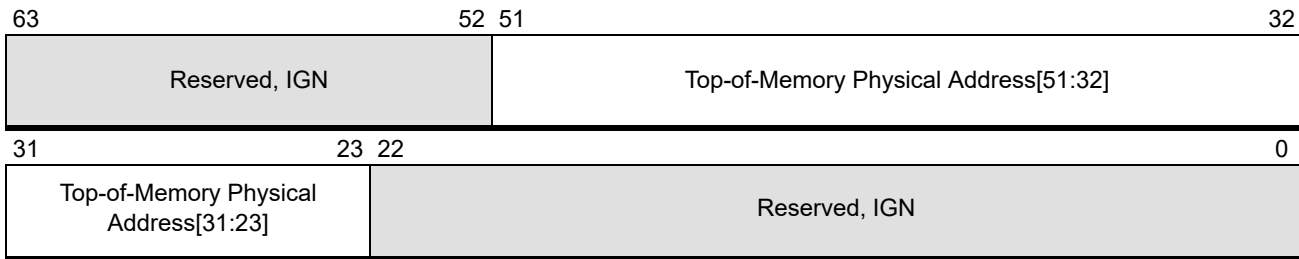 63 52 51 32
Reserved, IGN Top-of-Memory Physical Address[51:32]
31 23 22 0
Top-of-Memory Physical
Address[31:23]
Reserved, IGN